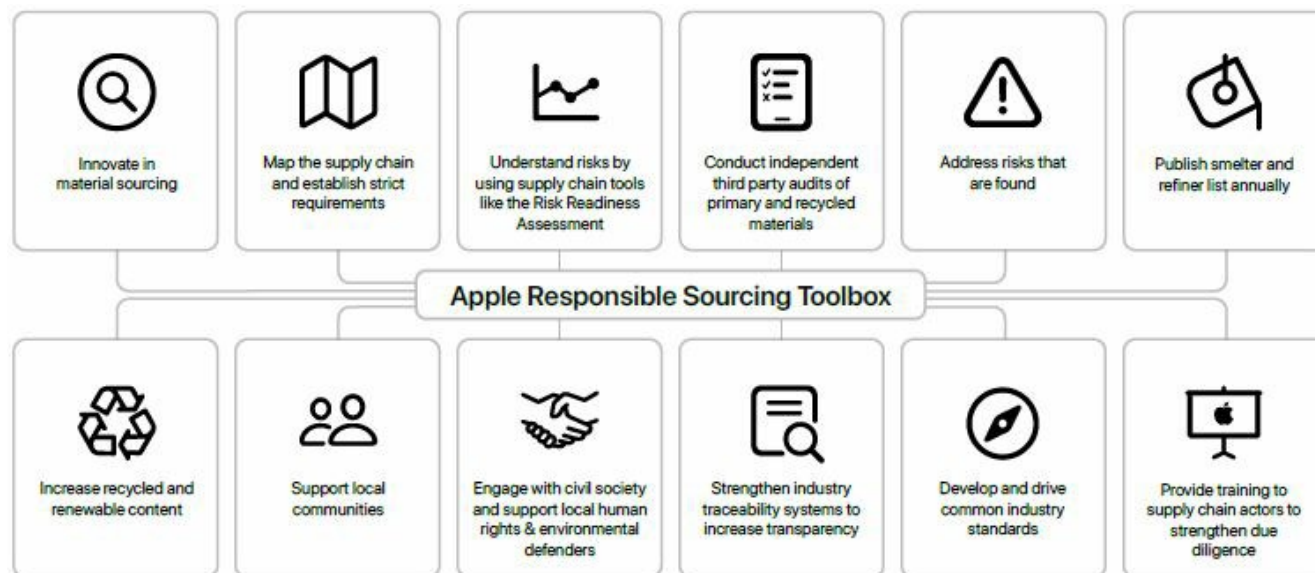 Innovate in
material sourcing
Map the supply chain
and establish strict
requirements
Understand risks by
using supply chain tools
like the Risk Readiness
Assessment
Conduct independent
third party audits of
primary and recycled
materials
Address risks that
are found
Publish smelter and
refiner list annually
Apple Responsible Sourcing Toolbox
Increase recycled and
renewable content
Support local
communities
Engage with civil society
and support local human
rights & environmental
defenders
Strengthen industry
traceability systems to
increase transparency
Develop and drive
common industry
standards
Provide training to
supply chain actors to
strengthen due
diligence